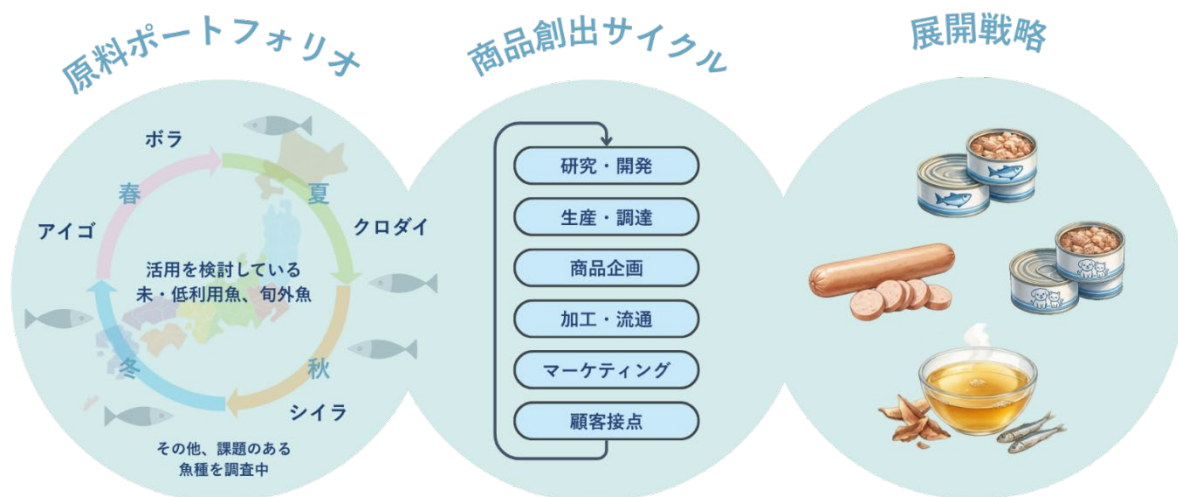 原料ポートフォリオ
ボラ
春
夏
アイゴ
クロダイ
活用を検討している
未・低利用魚、旬外魚
冬
秋
シイラ
その他、課題のある
魚種を調査中
商品創出サイクル
研究・開発
生産・調達
商品企画
加工・流通
マーケティング
顧客接点
展開戦略